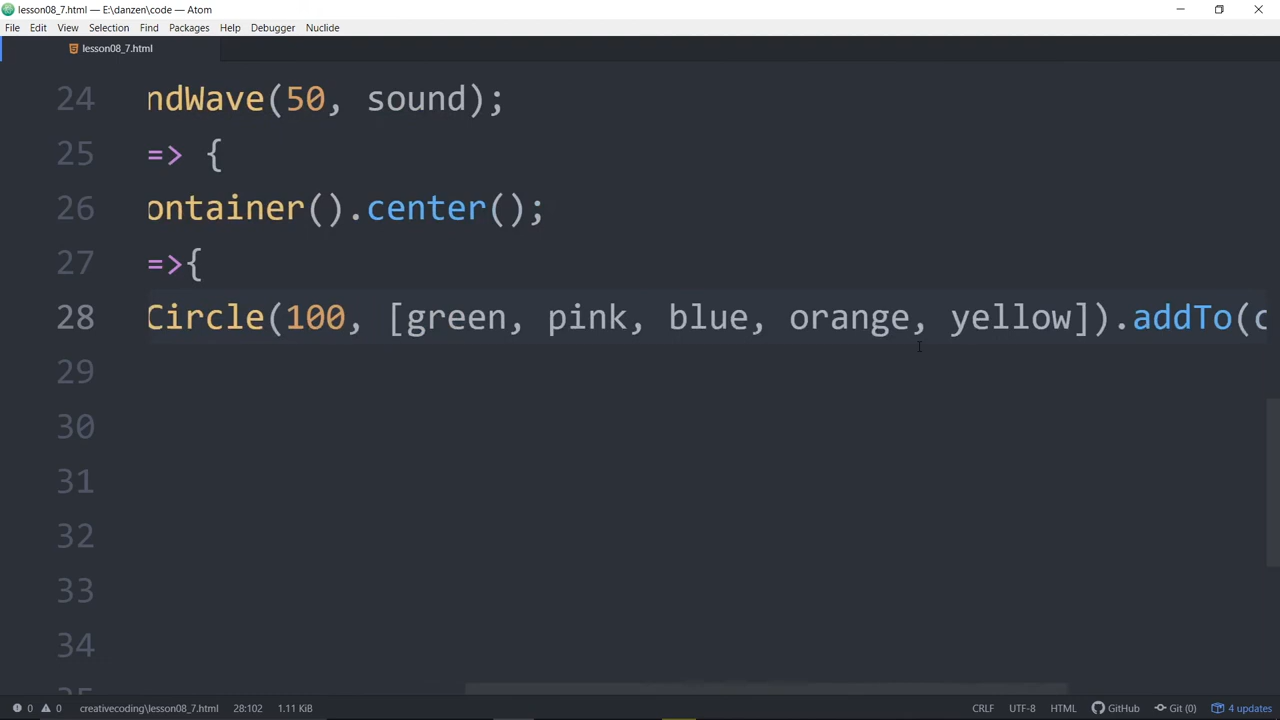 lesson08_7.html — E:\danzen\code — Atom
File Edit View Selection Find Packages Help Debugger Nuclide
lesson08_7.html
24 ndWave(50, sound);
25 => {
26 ontainer().center();
27 =>{
28 Circle(100, [green, pink, blue, orange, yellow]).addTo(c
29
30
31
32
33
34
35
0 0 creativecoding\lesson08_7.html 28:102 1.11 KiB CRLF UTF-8 HTML GitHub Git (0) 4 updates